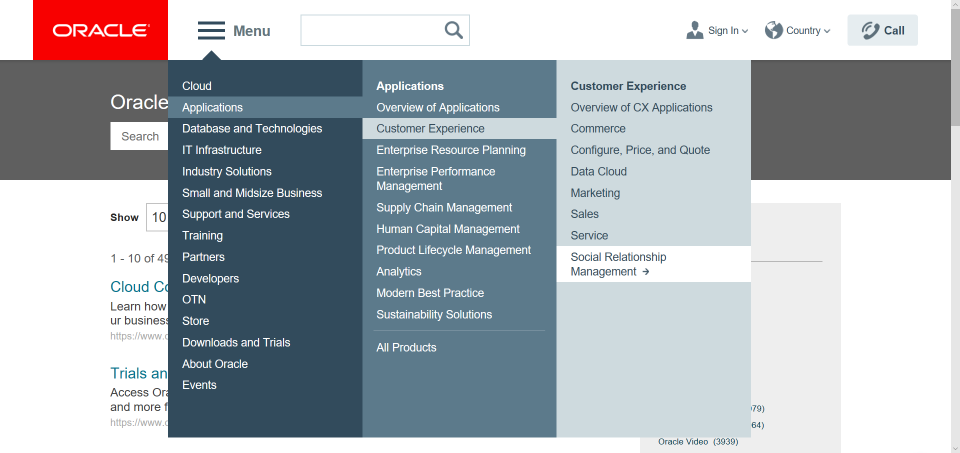 ORACLE
Menu
Sign In
Country
Call
Oracle
Search
Show
10
1 - 10 of 49
Cloud Co
Learn how
ur business
https://www.
Trials an
Access Ora
and more f
https://www.
Cloud
Applications
Database and Technologies
IT Infrastructure
Industry Solutions
Small and Midsize Business
Support and Services
Training
Partners
Developers
OTN
Store
Downloads and Trials
About Oracle
Events
Applications
Overview of Applications
Customer Experience
Enterprise Resource Planning
Enterprise Performance
Management
Supply Chain Management
Human Capital Management
Product Lifecycle Management
Analytics
Modern Best Practice
Sustainability Solutions
All Products
Customer Experience
Overview of CX Applications
Commerce
Configure, Price, and Quote
Data Cloud
Marketing
Sales
Service
Social Relationship
Management →
79)
64)
Oracle Video (3939)